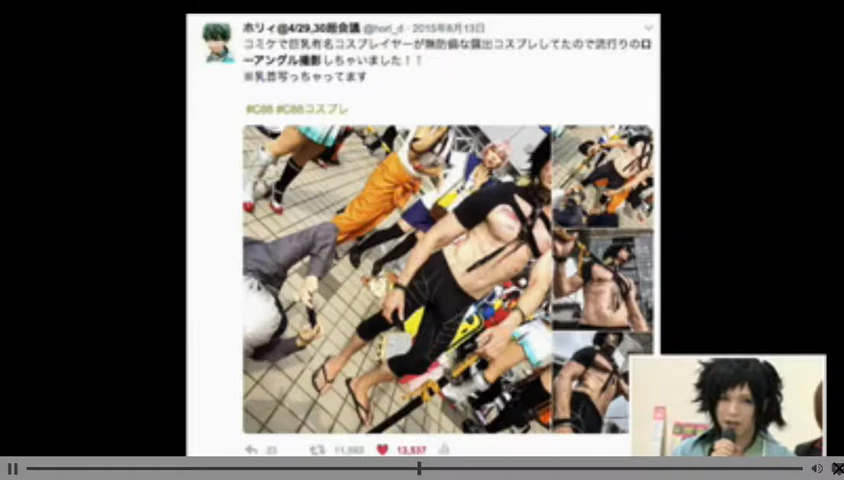 ホリィ@4/29,30超会議 @hori_d・2015年8月13日
コミケで巨乳有名コスプレイヤーが無防備な露出コスプレしてたので流行りのロ
ーアングル撮影しちゃいました！！
※乳首写っちゃってます
#C88 #C88コスプレ
23 13,537